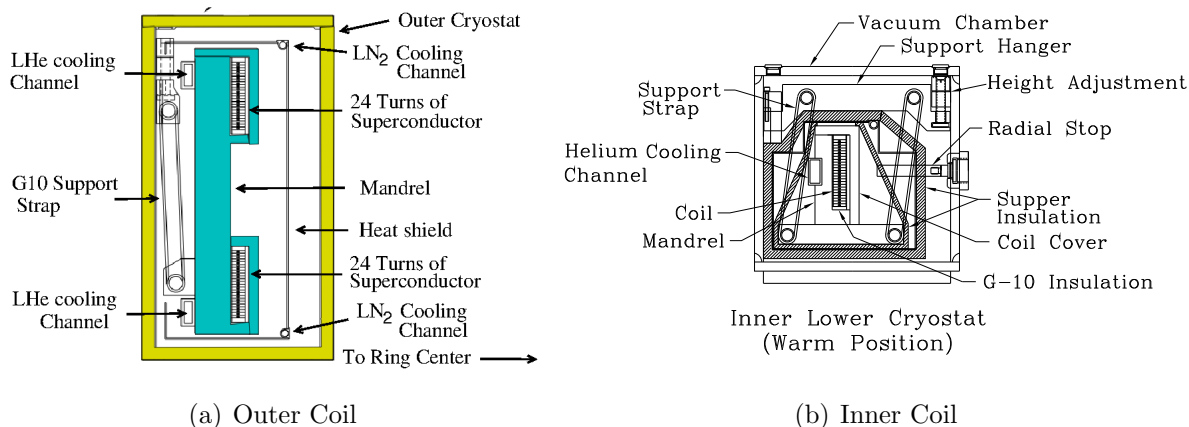 Outer Cryostat
LHe cooling
Channel
LN2 Cooling
Channel
24 Turns of
Superconductor
G10 Support
Strap
Mandrel
Heat shield
24 Turns of
Superconductor
LHe cooling
Channel
LN2 Cooling
Channel
To Ring Center
(a) Outer Coil
Vacuum Chamber
Support Hanger
Support
Strap
Height Adjustment
Radial Stop
Helium Cooling
Channel
Coil
Mandrel
Supper
Insulation
Coil Cover
G-10 Insulation
Inner Lower Cryostat
(Warm Position)
(b) Inner Coil